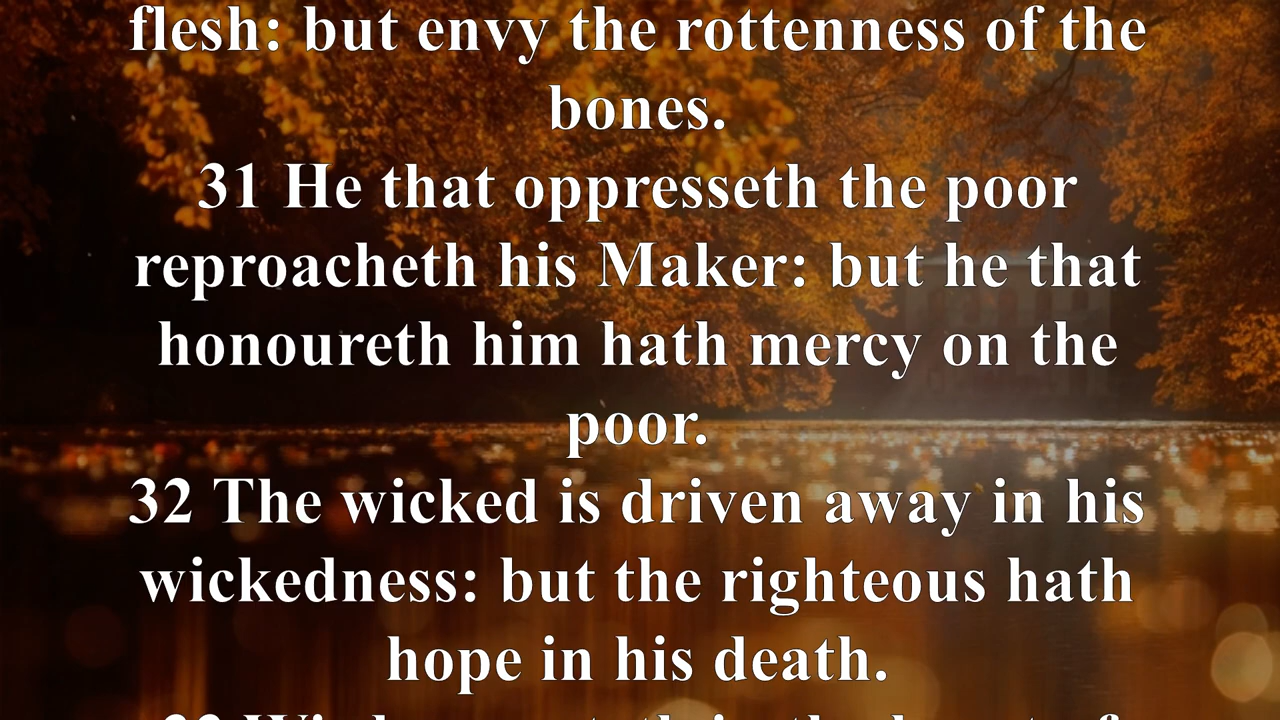 flesh: but envy the rottenness of the
bones.
31 He that oppresseth the poor
reproacheth his Maker: but he that
honoureth him hath mercy on the
poor.
32 The wicked is driven away in his
wickedness: but the righteous hath
hope in his death.